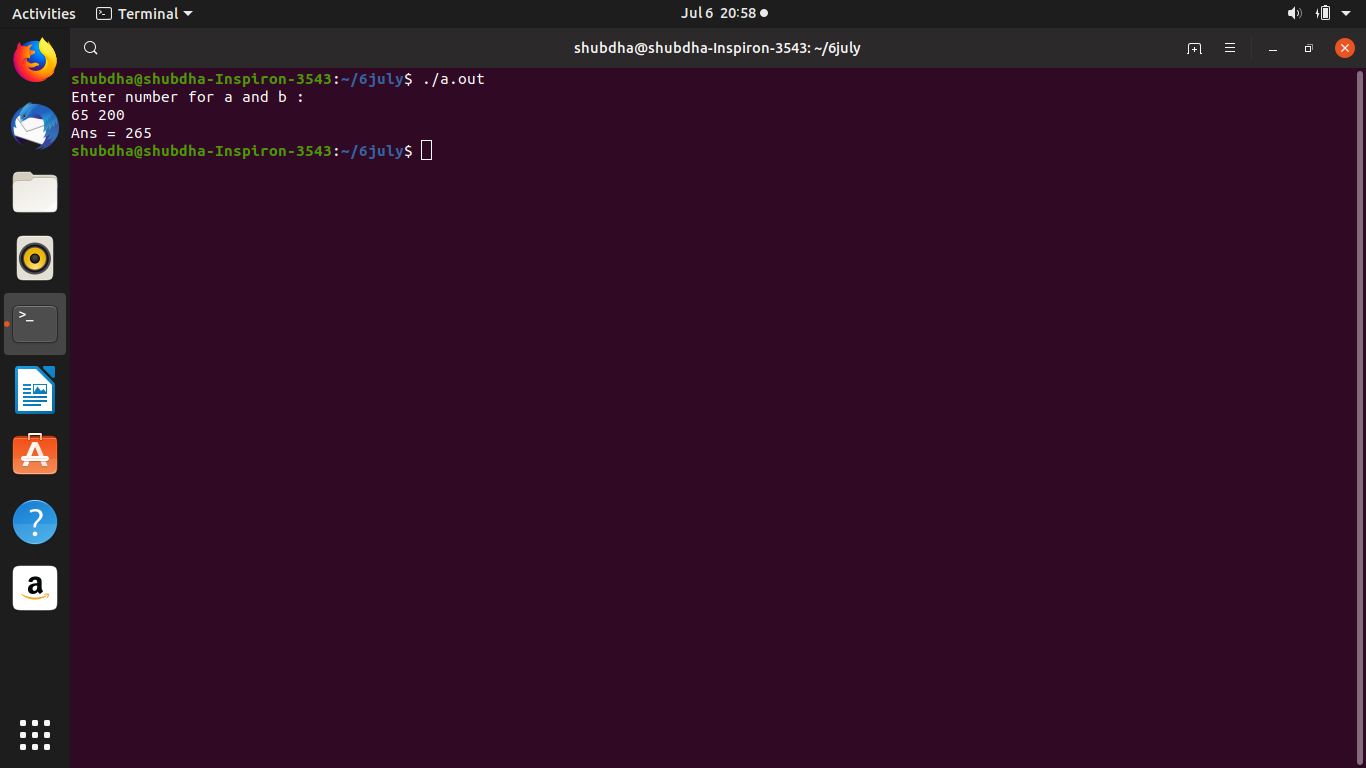 Activities Terminal Jul 6 20:58
shubdha@shubdha-Inspiron-3543: ~/6july
shubdha@shubdha-Inspiron-3543:~/6july$ ./a.out
Enter number for a and b :
65 200
Ans = 265
shubdha@shubdha-Inspiron-3543:~/6july$
>_
?
a